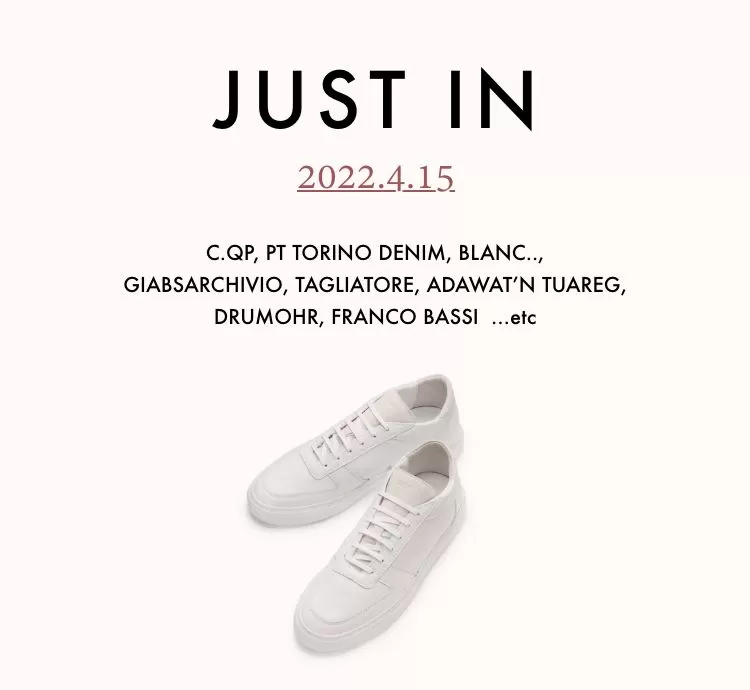 JUST IN
2022.4.15
C.QP, PT TORINO DENIM, BLANC..,
GIABSARCHIVIO, TAGLIATORE, ADAWAT’N TUAREG,
DRUMOHR, FRANCO BASSI ...etc